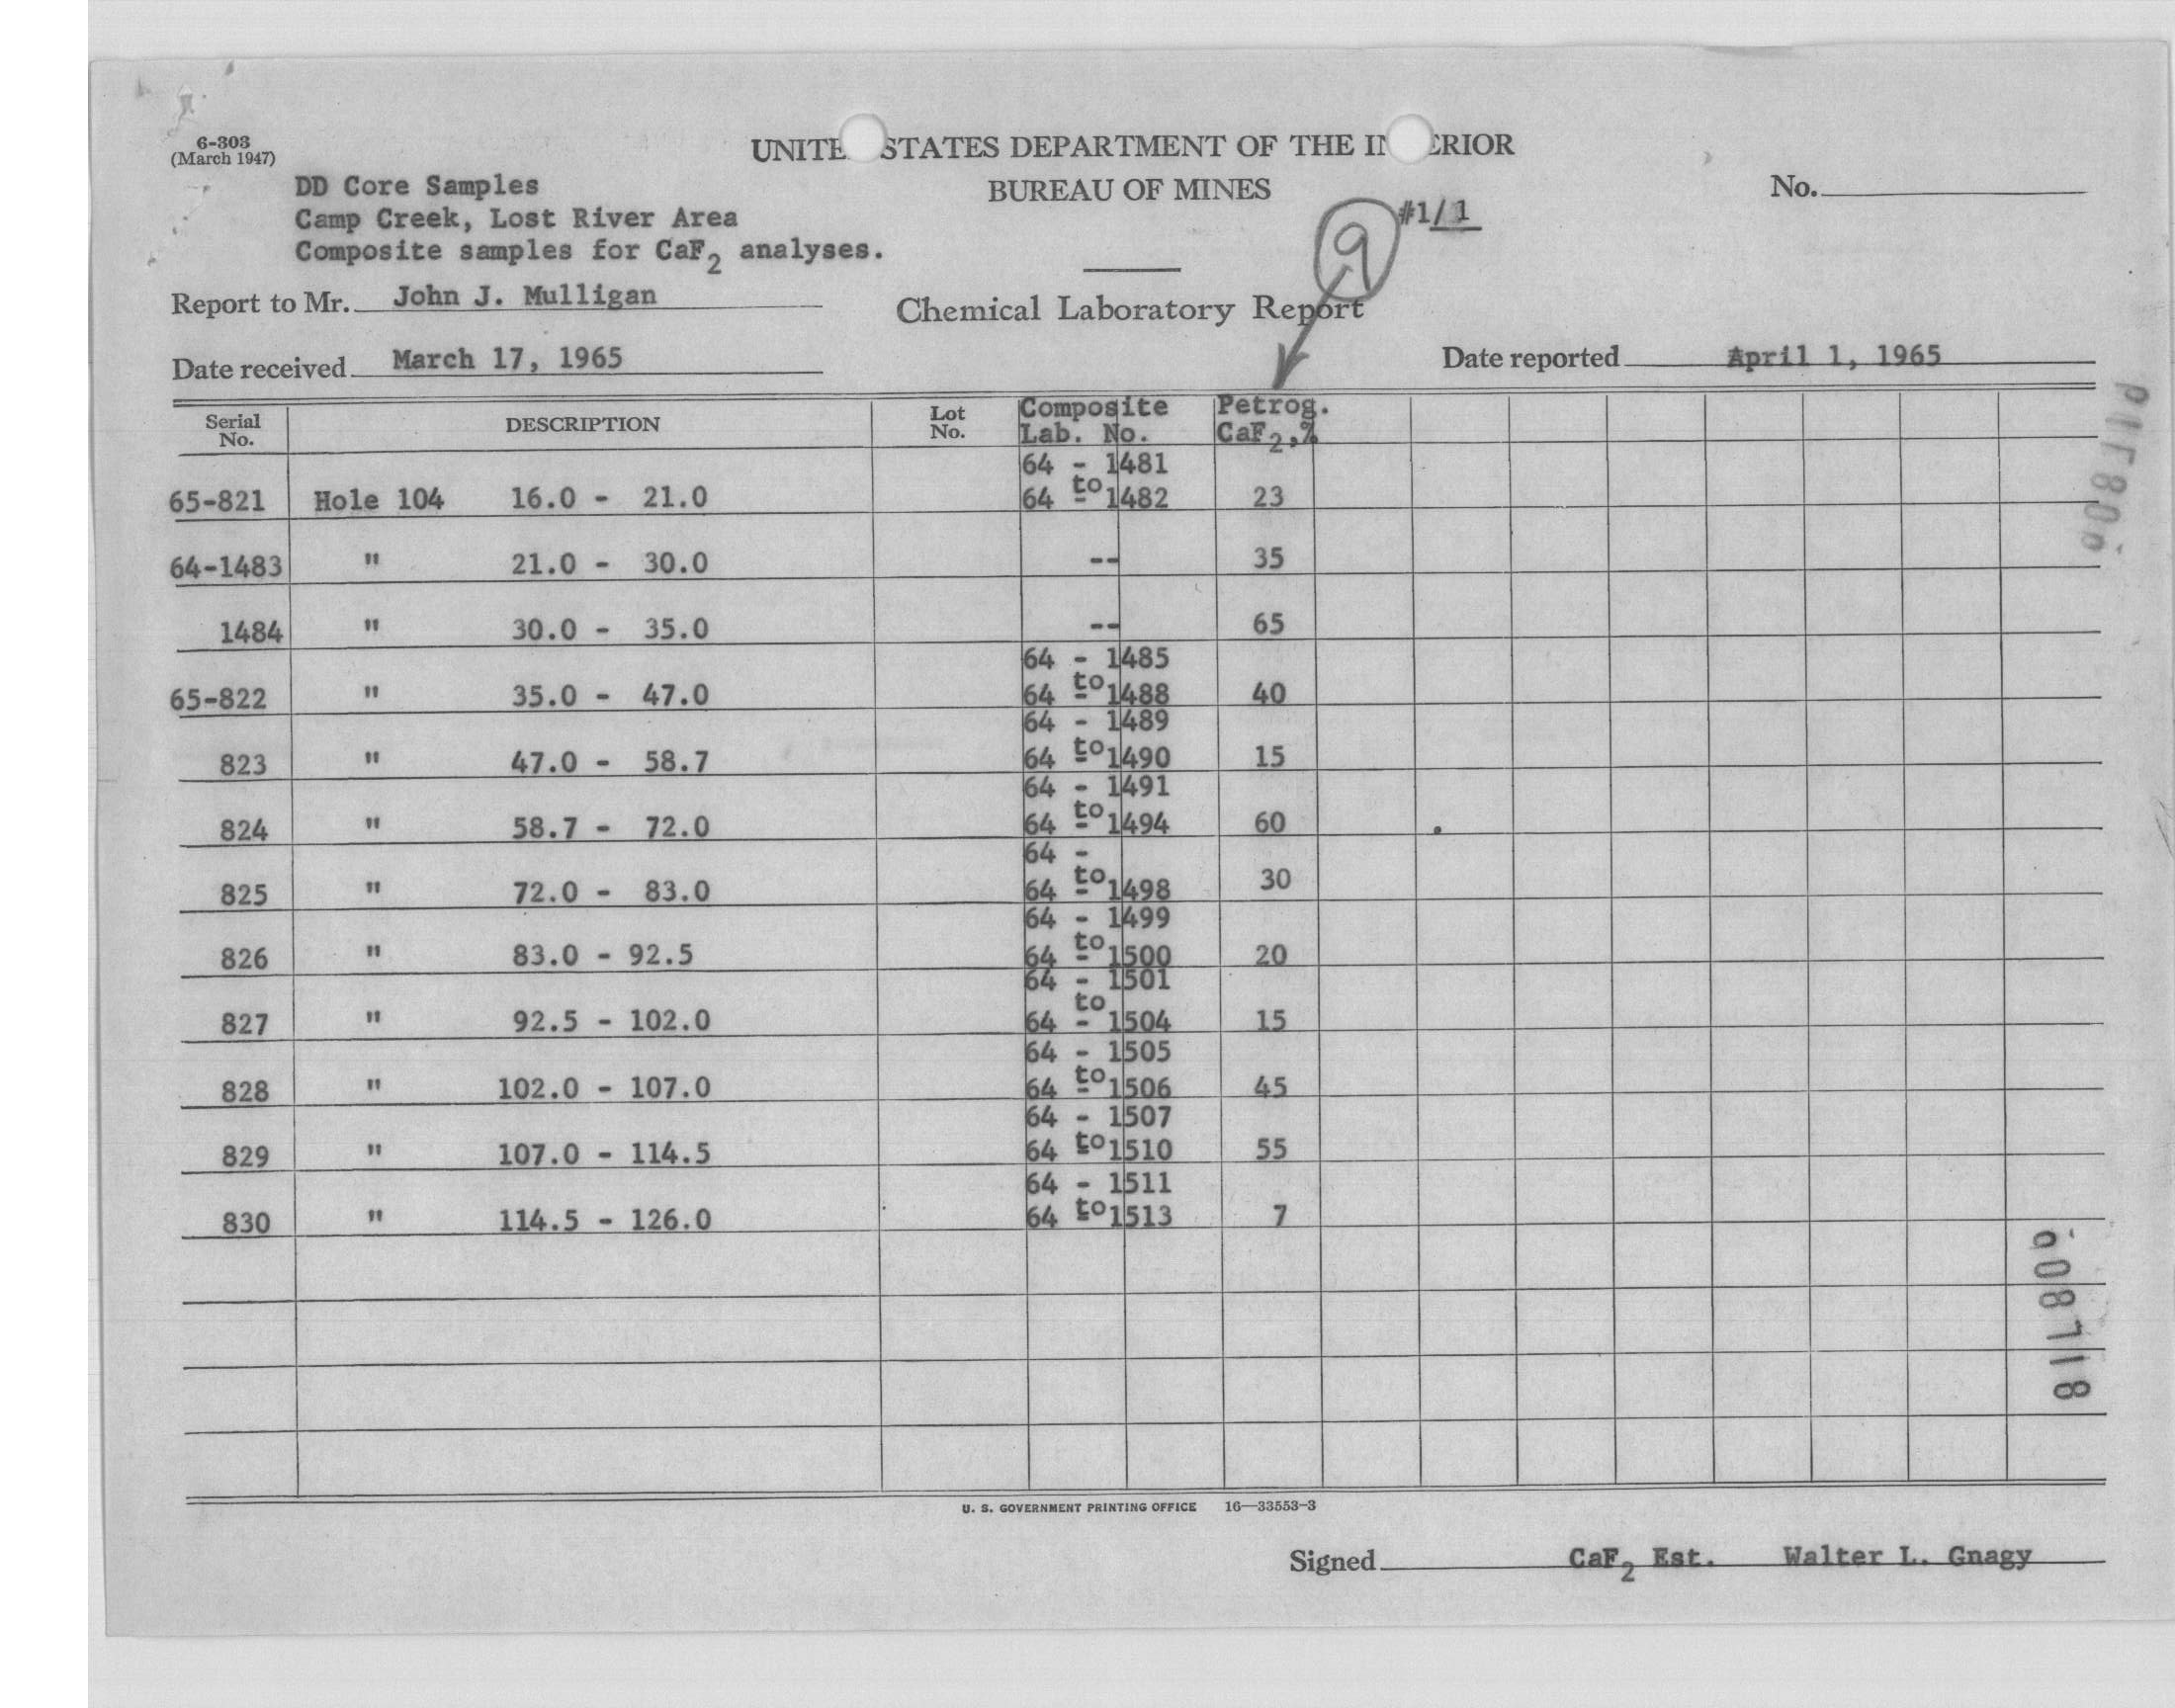 6-303
(March 1947)
UNITE STATES DEPARTMENT OF THE IN ERIOR
BUREAU OF MINES
No.
DD Core Samples
Camp Creek, Lost River Area
Composite samples for CaF2 analyses.
9
#1/1
Report to Mr. John J. Mulligan
Chemical Laboratory Report
Date received March 17, 1965
Date reported April 1, 1965
Serial No. DESCRIPTION Lot No. Composite Lab. No. Petrog. CaF2,%
64 - 1481
to
65-821 Hole 104 16.0 - 21.0 64 - 1482 23
64-1483 " 21.0 - 30.0 -- 35
1484 " 30.0 - 35.0 -- 65
64 - 1485
to
65-822 " 35.0 - 47.0 64 - 1488 40
64 - 1489
to
823 " 47.0 - 58.7 64 - 1490 15
64 - 1491
to
824 " 58.7 - 72.0 64 - 1494 60
64 -
to
825 " 72.0 - 83.0 64 - 1498 30
64 - 1499
to
826 " 83.0 - 92.5 64 - 1500 20
64 - 1501
to
827 " 92.5 - 102.0 64 - 1504 15
64 - 1505
to
828 " 102.0 - 107.0 64 - 1506 45
64 - 1507
to
829 " 107.0 - 114.5 64 - 1510 55
64 - 1511
to
830 " 114.5 - 126.0 64 - 1513 7
U. S. GOVERNMENT PRINTING OFFICE 16—33553-3
Signed CaF2 Est. Walter L. Gnagy